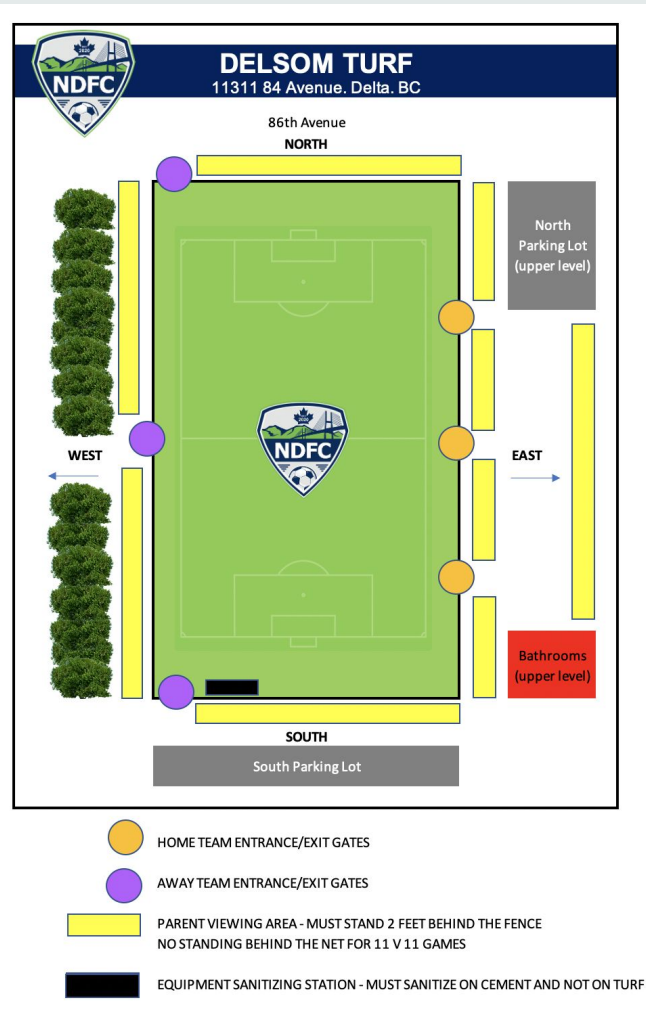 EST
2020
NDFC
DELSOM TURF
11311 84 Avenue. Delta. BC
86th Avenue
NORTH
North
Parking Lot
(upper level)
NDFC
WEST
EAST
Bathrooms
(upper level)
SOUTH
South Parking Lot
HOME TEAM ENTRANCE/EXIT GATES
AWAY TEAM ENTRANCE/EXIT GATES
PARENT VIEWING AREA - MUST STAND 2 FEET BEHIND THE FENCE
NO STANDING BEHIND THE NET FOR 11 V 11 GAMES
EQUIPMENT SANITIZING STATION - MUST SANITIZE ON CEMENT AND NOT ON TURF